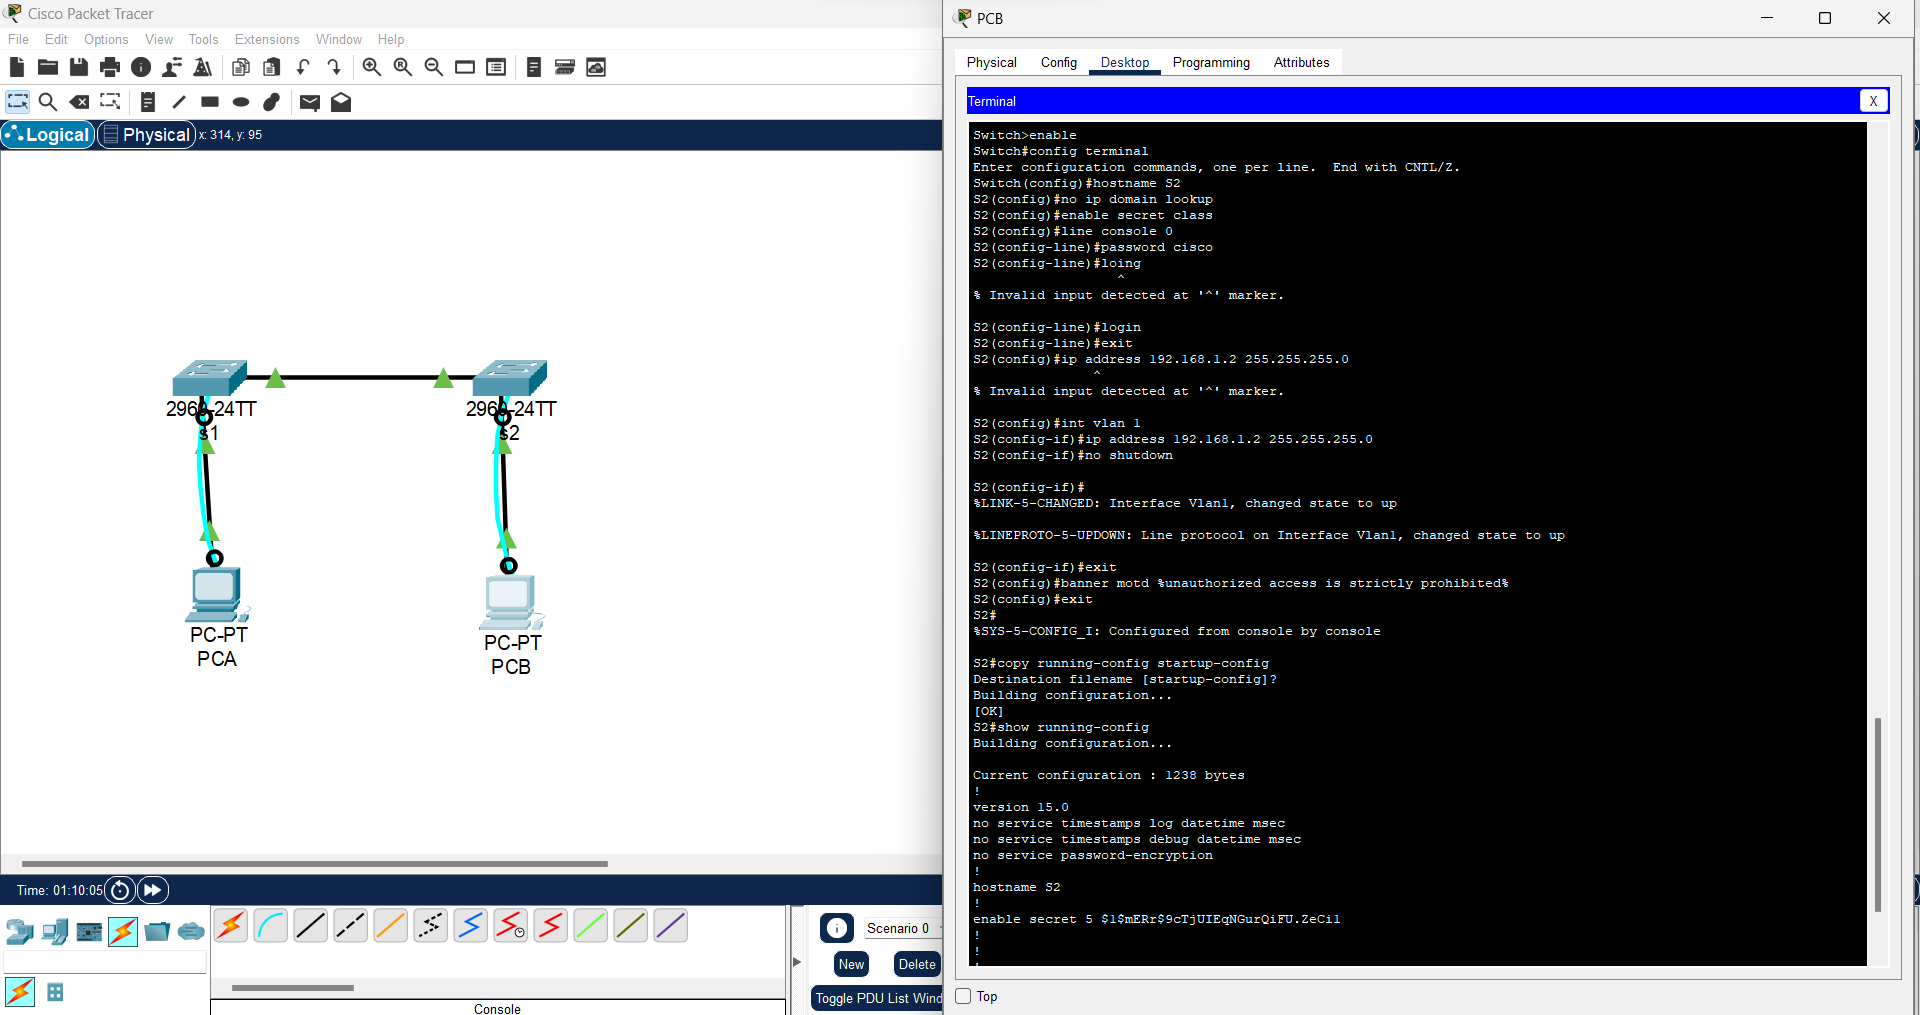 Cisco Packet Tracer
File Edit Options View Tools Extensions Window Help
Logical Physical x: 314, y: 95
2960-24TT
s1
2960-24TT
s2
PC-PT
PCA
PC-PT
PCB
Time: 01:10:05
Scenario 0
New Delete
Toggle PDU List Wind
Console
PCB
Physical Config Desktop Programming Attributes
Terminal X
Switch>enable
Switch#config terminal
Enter configuration commands, one per line.  End with CNTL/Z.
Switch(config)#hostname S2
S2(config)#no ip domain lookup
S2(config)#enable secret class
S2(config)#line console 0
S2(config-line)#password cisco
S2(config-line)#loing
^
% Invalid input detected at '^' marker.
S2(config-line)#login
S2(config-line)#exit
S2(config)#ip address 192.168.1.2 255.255.255.0
^
% Invalid input detected at '^' marker.
S2(config)#int vlan 1
S2(config-if)#ip address 192.168.1.2 255.255.255.0
S2(config-if)#no shutdown
S2(config-if)#
%LINK-5-CHANGED: Interface Vlan1, changed state to up
%LINEPROTO-5-UPDOWN: Line protocol on Interface Vlan1, changed state to up
S2(config-if)#exit
S2(config)#banner motd %unauthorized access is strictly prohibited%
S2(config)#exit
S2#
%SYS-5-CONFIG_I: Configured from console by console
S2#copy running-config startup-config
Destination filename [startup-config]?
Building configuration...
[OK]
S2#show running-config
Building configuration...
Current configuration : 1238 bytes
!
version 15.0
no service timestamps log datetime msec
no service timestamps debug datetime msec
no service password-encryption
!
hostname S2
!
enable secret 5 $1$mERr$9cTjUIEqNGurQiFU.ZeCi1
!
!
Top